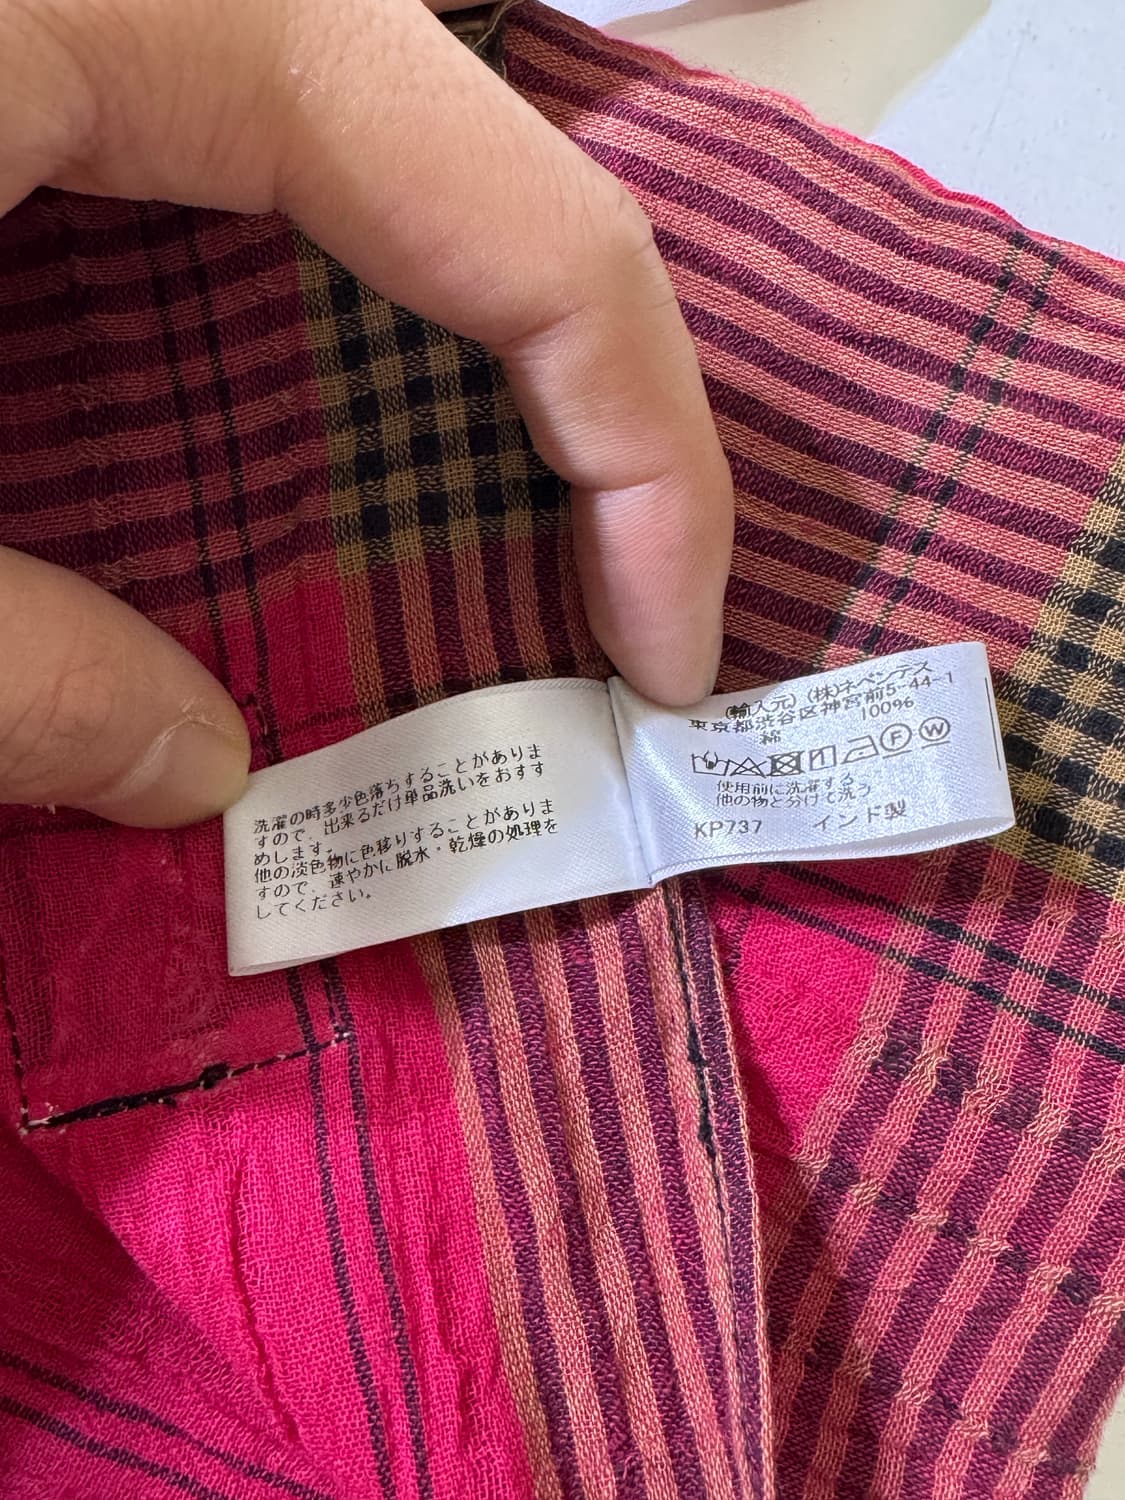 洗濯の時多少色落ちすることがありま
すので、出来るだけ単品洗いをおすす
めします。
他の淡色物に色移りすることがありま
すので、速やかに脱水・乾燥の処理を
してください。
(輸入元) (株)ネペンテス
東京都渋谷区神宮前5-44-1
綿 100%
F W
使用前に洗濯する
他の物と分けて洗う
KP737 インド製